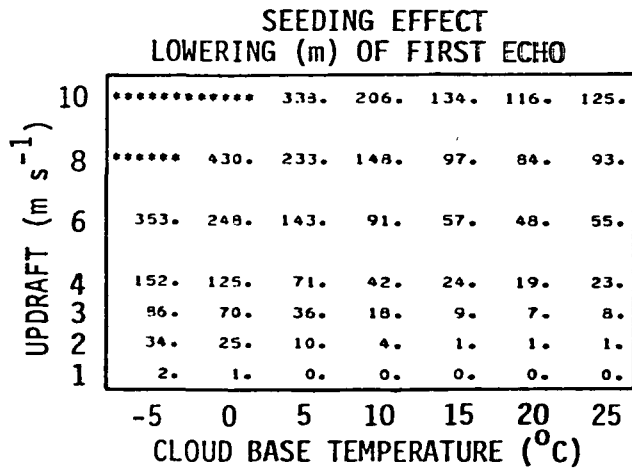 SEEDING EFFECT
LOWERING (m) OF FIRST ECHO
UPDRAFT (m s⁻¹)
10 ************ 338. 206. 134. 116. 125.
8 ****** 430. 233. 148. 97. 84. 93.
6 353. 248. 143. 91. 57. 48. 55.
4 152. 125. 71. 42. 24. 19. 23.
3 86. 70. 36. 18. 9. 7. 8.
2 34. 25. 10. 4. 1. 1. 1.
1 2. 1. 0. 0. 0. 0. 0.
-5 0 5 10 15 20 25
CLOUD BASE TEMPERATURE (°C)